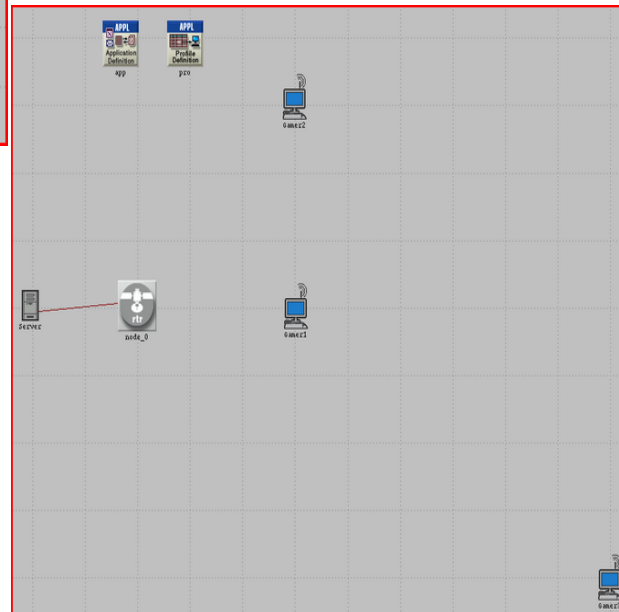 APPL
Application
Definition
app
APPL
Profile
Definition
pro
Gamer2
Server
rtr
node_0
Gamer1